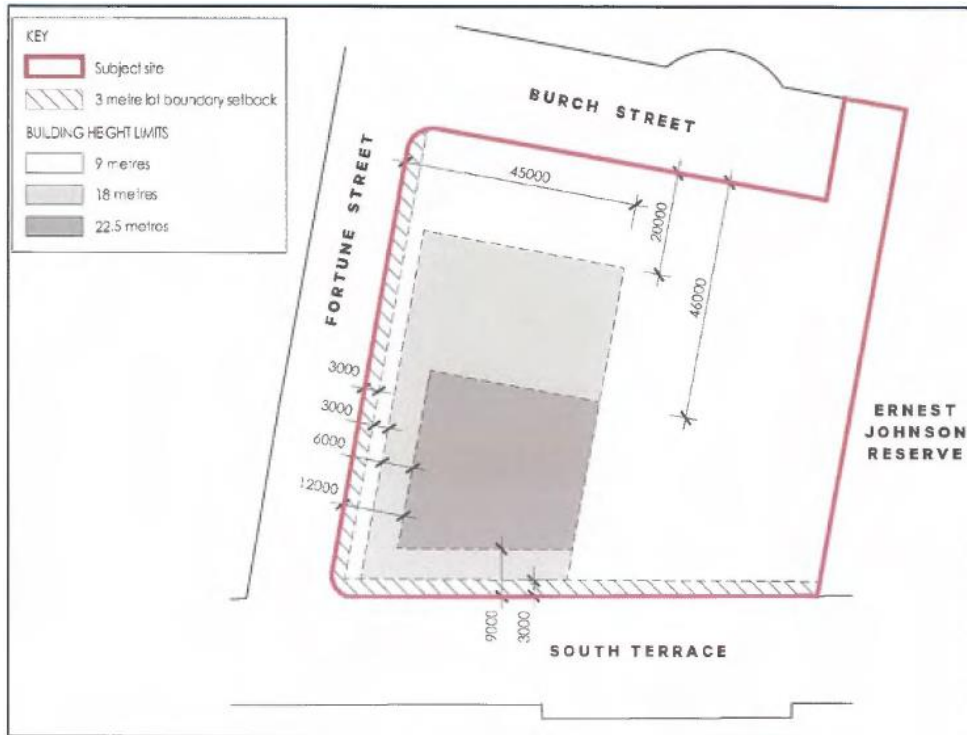 KEY
Subject site
3 metre lot boundary setback
BUILDING HEIGHT LIMITS
9 metres
18 metres
22.5 metres
BURCH STREET
FORTUNE STREET
45000
20000
46000
3000
3000
6000
12000
ERNEST
JOHNSON
RESERVE
9000
3000
SOUTH TERRACE